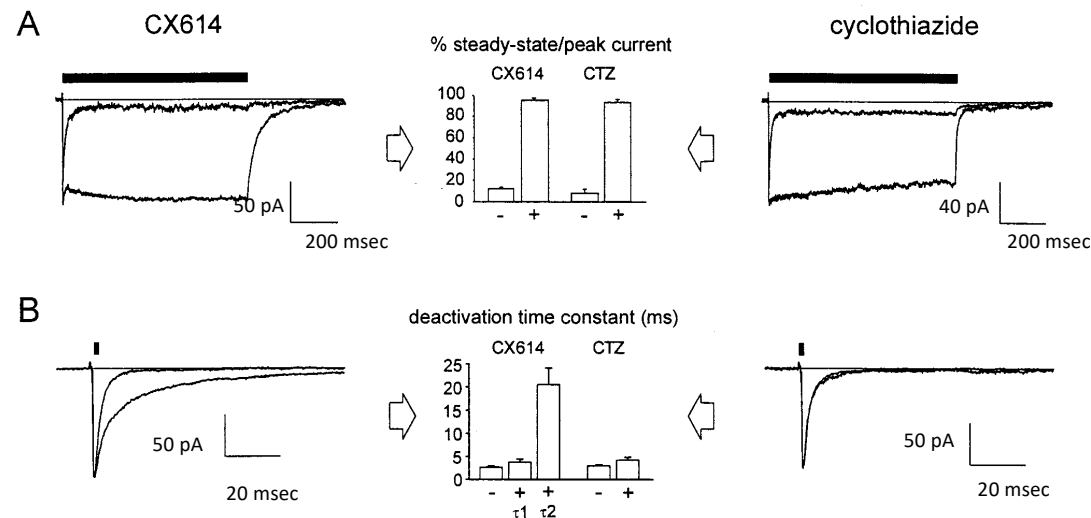 A
CX614
cyclothiazide
% steady-state/peak current
CX614 CTZ
100
80
60
40
20
0
- + - +
50 pA
200 msec
40 pA
200 msec
B
deactivation time constant (ms)
CX614 CTZ
25
20
15
10
5
0
- + + - +
τ1 τ2
50 pA
20 msec
50 pA
20 msec